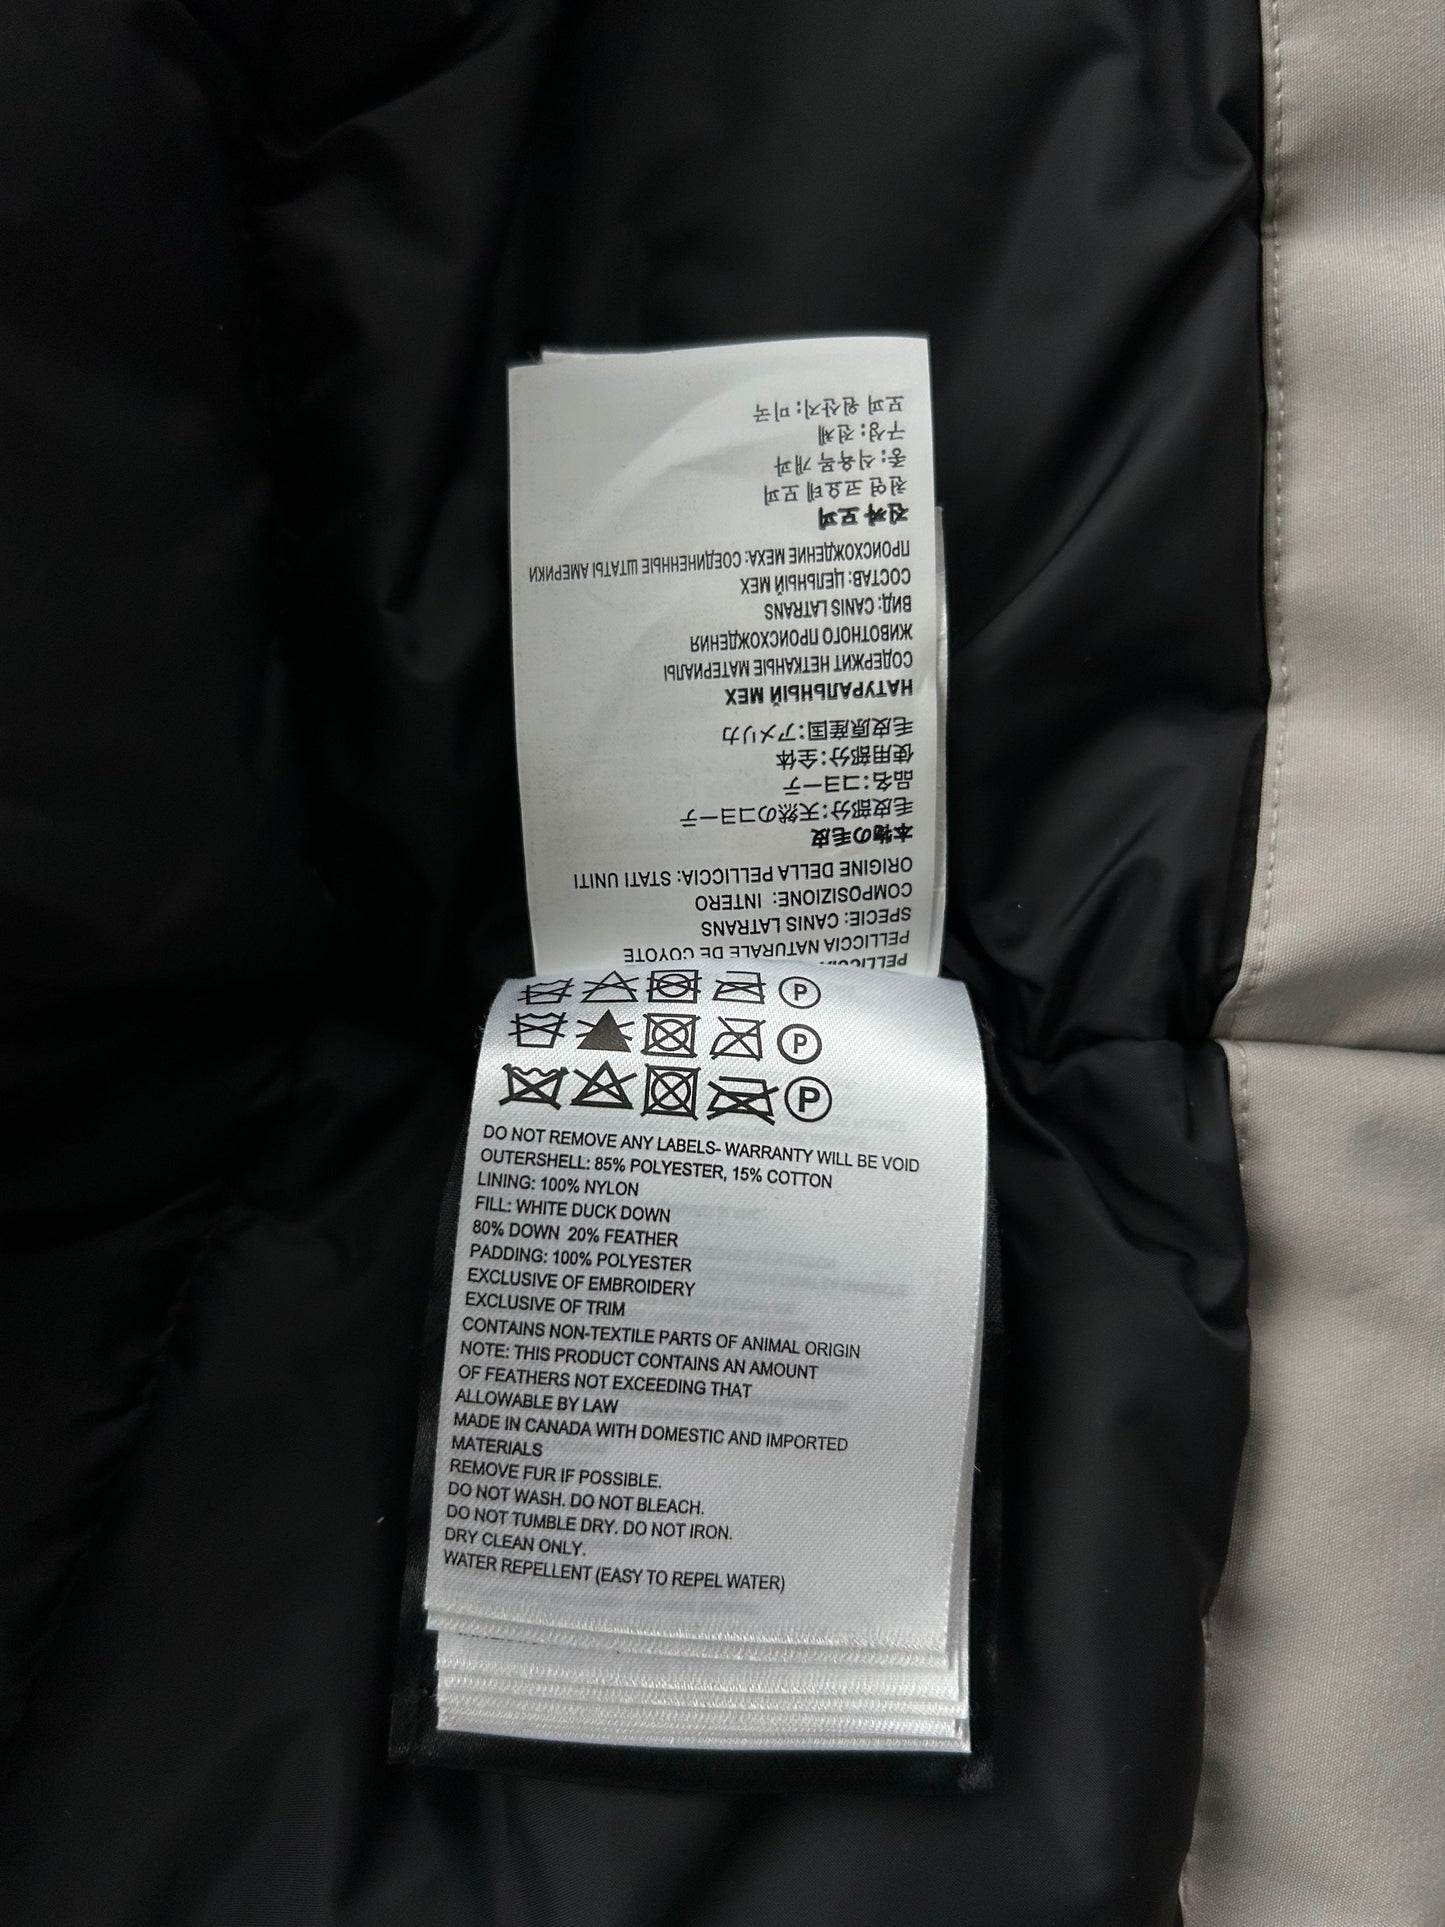 모피 원산지: 미국
구성: 전체
종: 식육목 개과
천연 코요테 모피
진짜 모피
ПРОИСХОЖДЕНИЕ МЕХА: СОЕДИНЕННЫЕ ШТАТЫ АМЕРИКИ
СОСТАВ: ЦЕЛЬНЫЙ МЕХ
ВИД: CANIS LATRANS
ЖИВОТНОГО ПРОИСХОЖДЕНИЯ
СОДЕРЖИТ НЕТКАНЫЕ МАТЕРИАЛЫ
НАТУРАЛЬНЫЙ МЕХ
毛皮原産国:アメリカ
使用部分:全体
品名:コヨーテ
毛皮部分:天然のコヨーテ
本物の毛皮
ORIGINE DELLA PELLICCIA: STATI UNITI
COMPOSIZIONE: INTERO
SPECIE: CANIS LATRANS
PELLICCIA NATURALE DE COYOTE
P
P
P
DO NOT REMOVE ANY LABELS- WARRANTY WILL BE VOID
OUTERSHELL: 85% POLYESTER, 15% COTTON
LINING: 100% NYLON
FILL: WHITE DUCK DOWN
80% DOWN 20% FEATHER
PADDING: 100% POLYESTER
EXCLUSIVE OF EMBROIDERY
EXCLUSIVE OF TRIM
CONTAINS NON-TEXTILE PARTS OF ANIMAL ORIGIN
NOTE: THIS PRODUCT CONTAINS AN AMOUNT
OF FEATHERS NOT EXCEEDING THAT
ALLOWABLE BY LAW
MADE IN CANADA WITH DOMESTIC AND IMPORTED
MATERIALS
REMOVE FUR IF POSSIBLE.
DO NOT WASH. DO NOT BLEACH.
DO NOT TUMBLE DRY. DO NOT IRON.
DRY CLEAN ONLY.
WATER REPELLENT (EASY TO REPEL WATER)